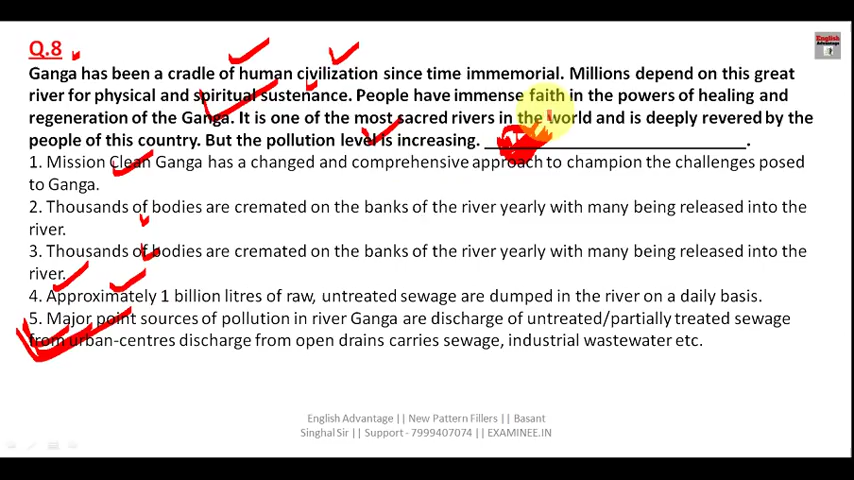 Q.8
English
Advantage
Ganga has been a cradle of human civilization since time immemorial. Millions depend on this great
river for physical and spiritual sustenance. People have immense faith in the powers of healing and
regeneration of the Ganga. It is one of the most sacred rivers in the world and is deeply revered by the
people of this country. But the pollution level is increasing. ______________________________.
1. Mission Clean Ganga has a changed and comprehensive approach to champion the challenges posed
to Ganga.
2. Thousands of bodies are cremated on the banks of the river yearly with many being released into the
river.
3. Thousands of bodies are cremated on the banks of the river yearly with many being released into the
river.
4. Approximately 1 billion litres of raw, untreated sewage are dumped in the river on a daily basis.
5. Major point sources of pollution in river Ganga are discharge of untreated/partially treated sewage
from urban-centres discharge from open drains carries sewage, industrial wastewater etc.
English Advantage || New Pattern Fillers || Basant
Singhal Sir || Support - 7999407074 || EXAMINEE.IN